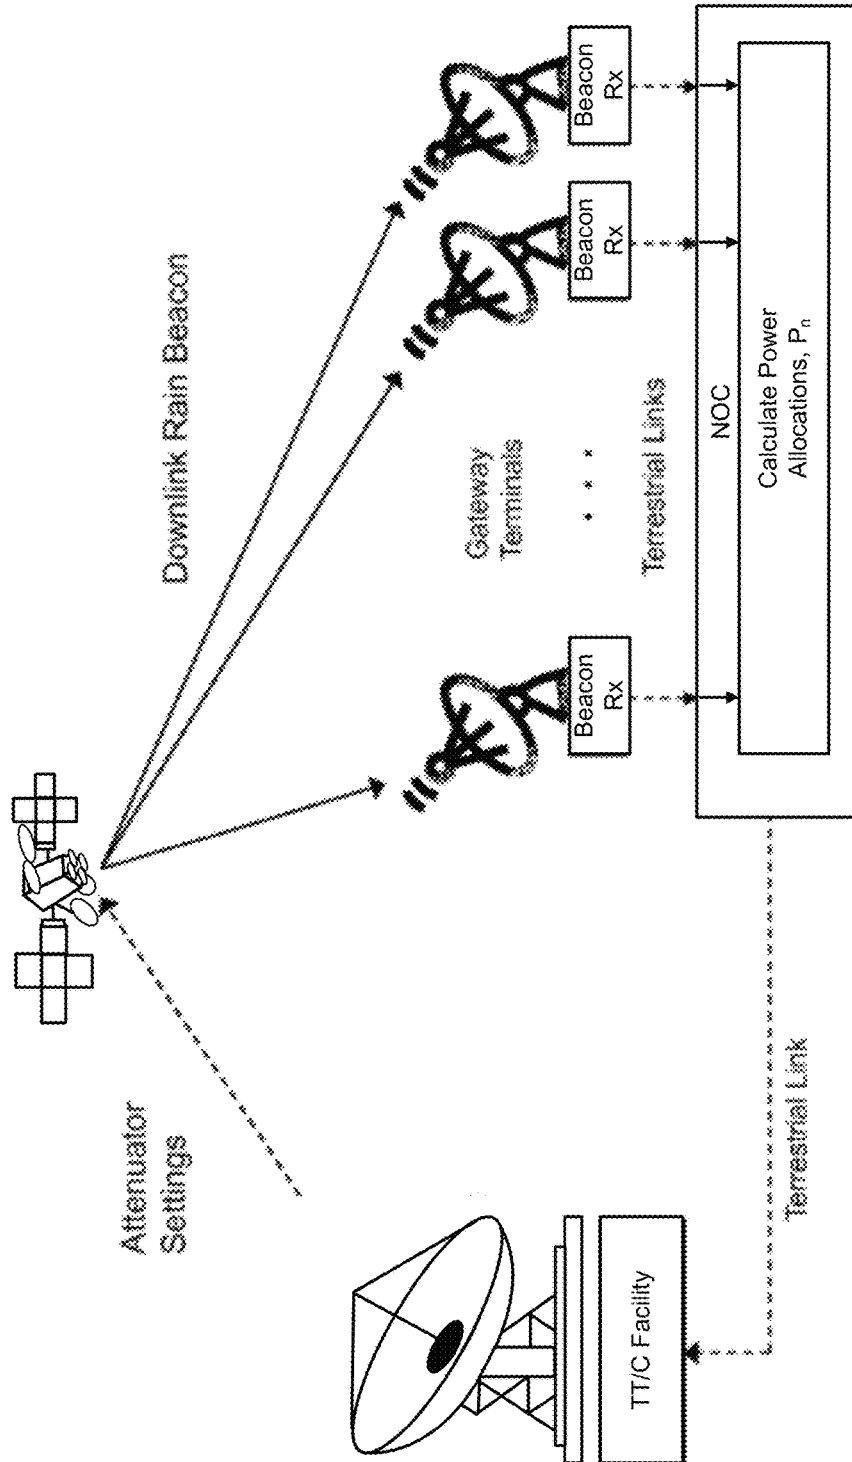 Attenuator
Settings
Downlink Rain Beacon
Gateway
Terminals
Beacon
Rx
Beacon
Rx
Beacon
Rx
Terrestrial Links
TT/C Facility
Terrestrial Link
NOC
Calculate Power
Allocations, Pₙ